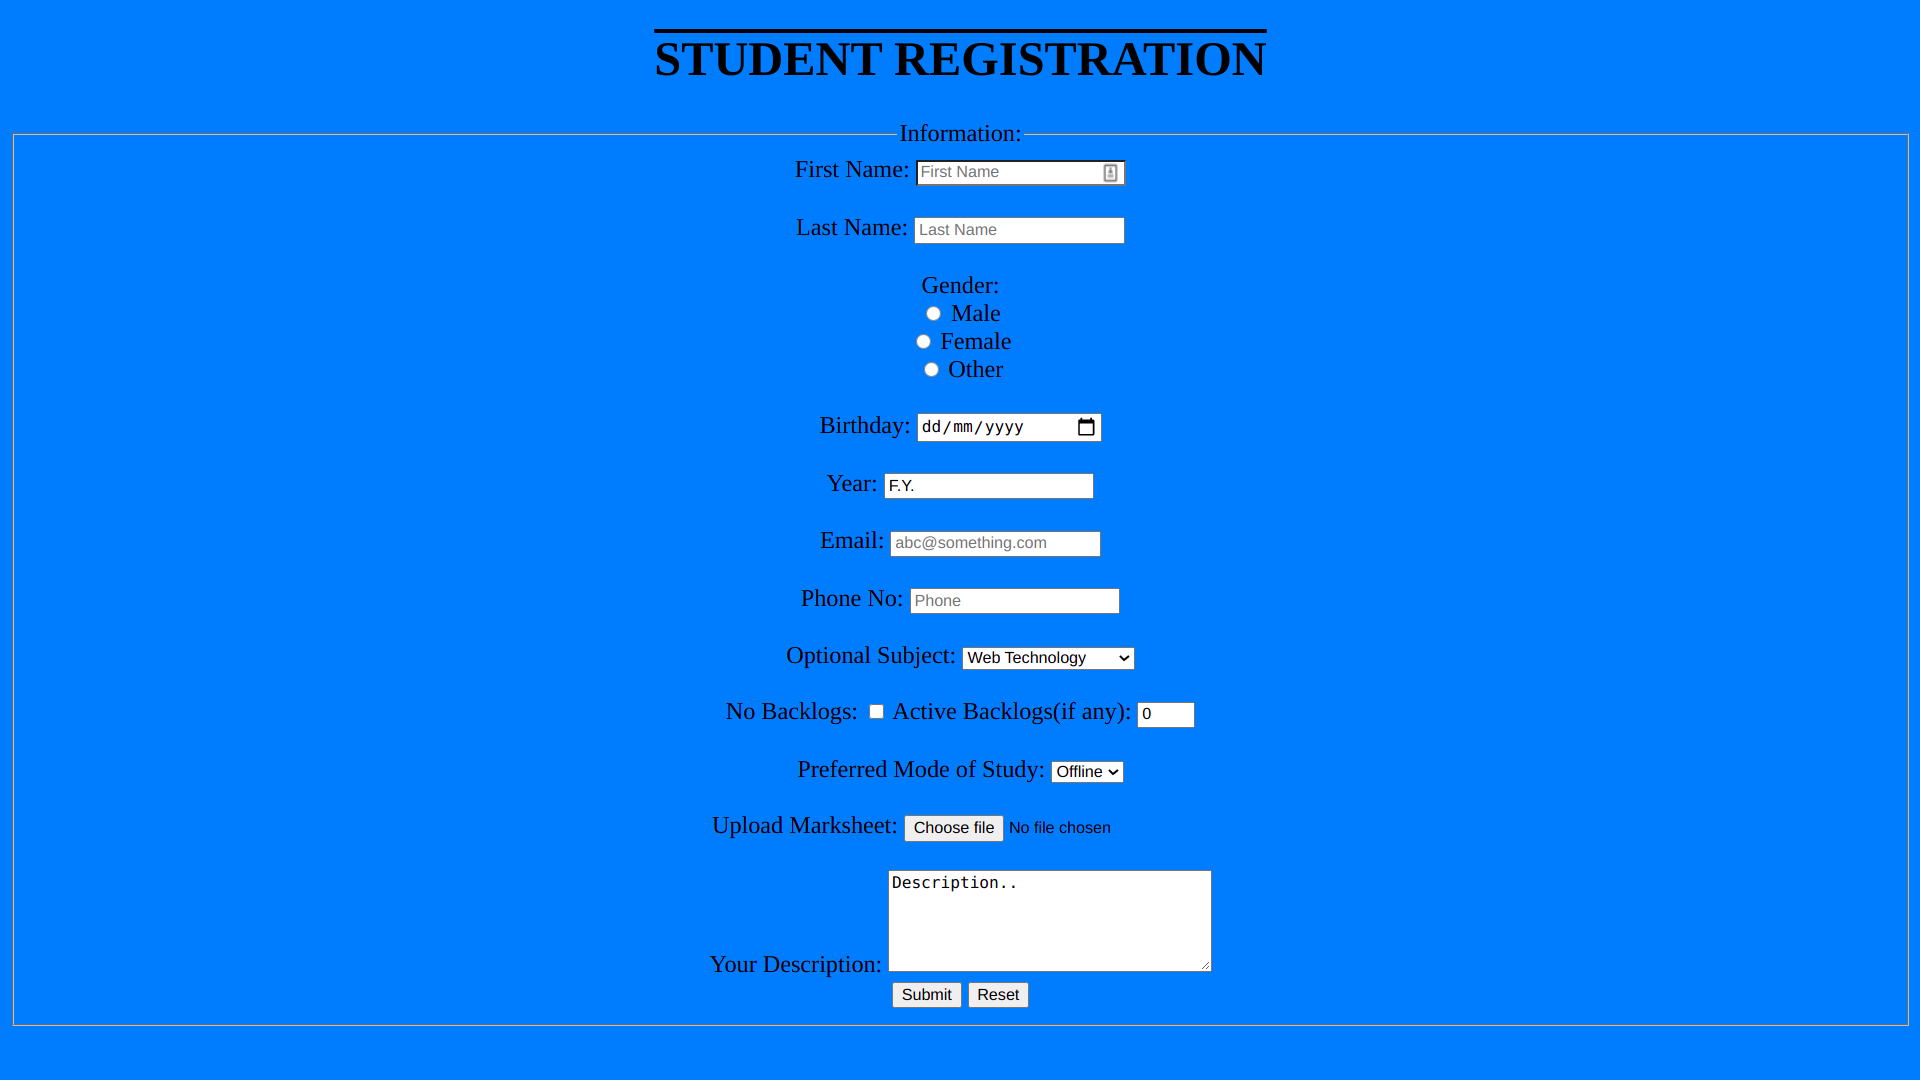 STUDENT REGISTRATION
Information:
First Name: First Name
Last Name: Last Name
Gender:
Male
Female
Other
Birthday: dd/mm/yyyy
Year: F.Y.
Email: abc@something.com
Phone No: Phone
Optional Subject: Web Technology
No Backlogs: Active Backlogs(if any): 0
Preferred Mode of Study: Offline
Upload Marksheet: Choose file No file chosen
Description..
Your Description:
Submit Reset